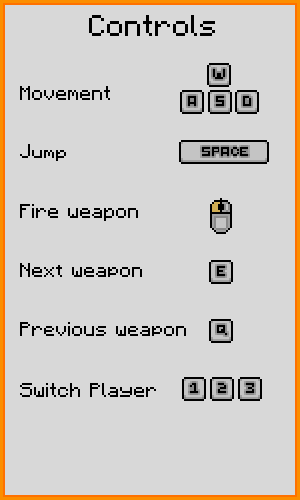 Controls
W
Movement
A S D
Jump SPACE
Fire weapon
Next weapon E
Previous weapon Q
Switch Player 1 2 3